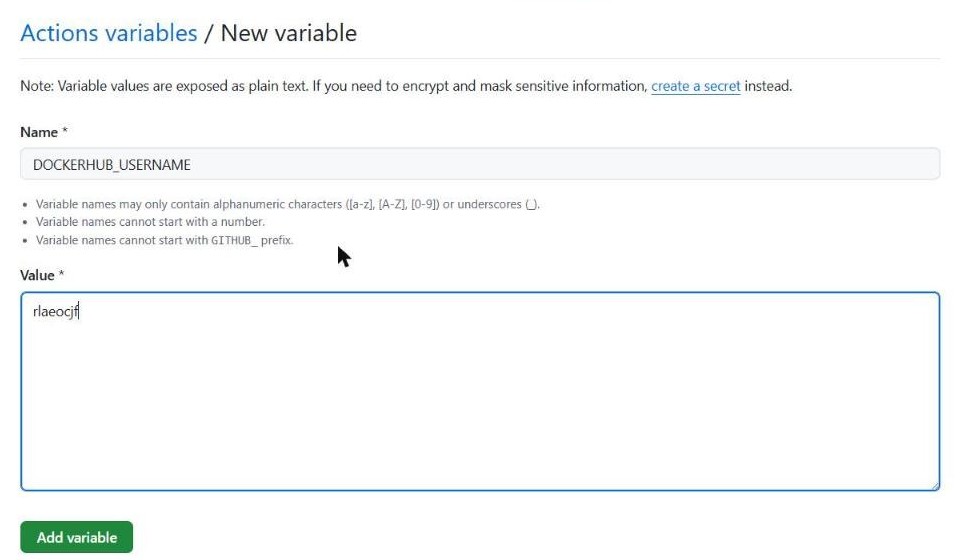 Actions variables / New variable
Note: Variable values are exposed as plain text. If you need to encrypt and mask sensitive information, create a secret instead.
Name *
DOCKERHUB_USERNAME
• Variable names may only contain alphanumeric characters ([a-z], [A-Z], [0-9]) or underscores (_).
• Variable names cannot start with a number.
• Variable names cannot start with GITHUB_ prefix.
Value *
rlaeocjf
Add variable